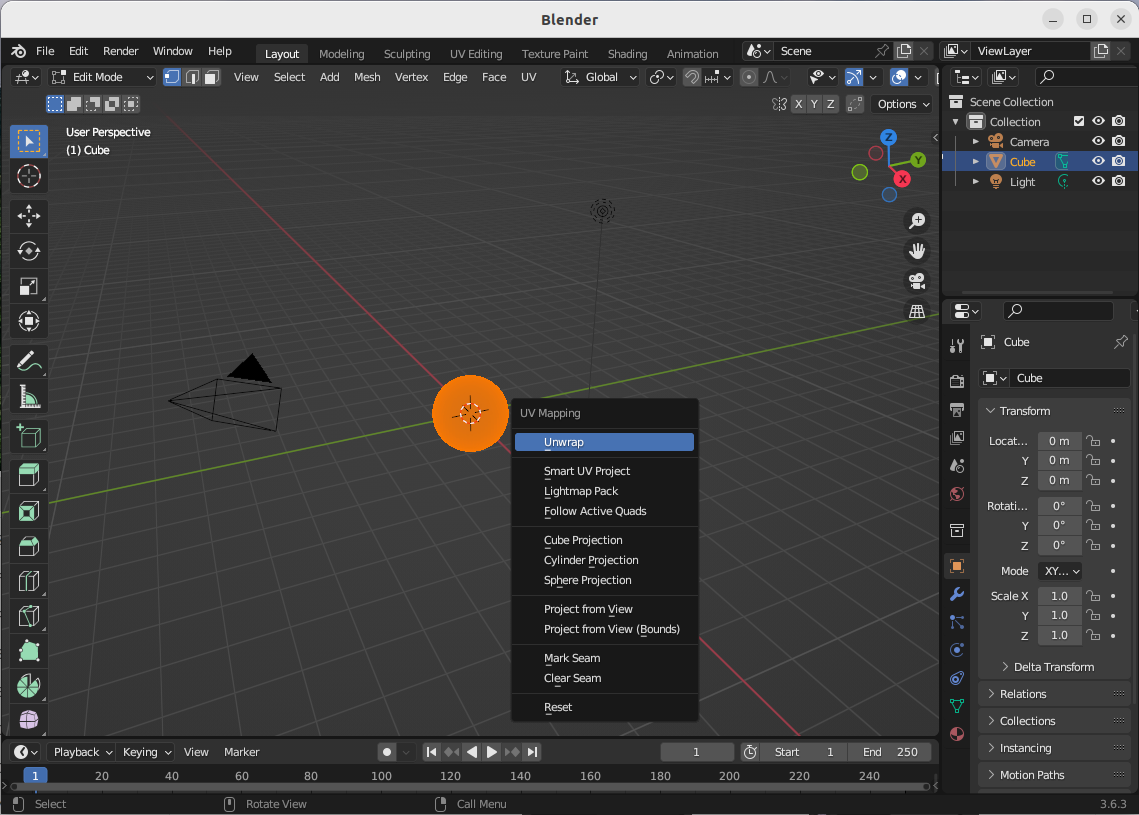 Blender
File Edit Render Window Help Layout Modeling Sculpting UV Editing Texture Paint Shading Animation Scene ViewLayer
Edit Mode View Select Add Mesh Vertex Edge Face UV Global
X Y Z Options
User Perspective
(1) Cube
Z
Y
X
Scene Collection
Collection
Camera
Cube
Light
UV Mapping
Unwrap
Smart UV Project
Lightmap Pack
Follow Active Quads
Cube Projection
Cylinder Projection
Sphere Projection
Project from View
Project from View (Bounds)
Mark Seam
Clear Seam
Reset
Cube
Cube
Transform
Locat... 0 m
Y 0 m
Z 0 m
Rotati... 0°
Y 0°
Z 0°
Mode XY...
Scale X 1.0
Y 1.0
Z 1.0
Delta Transform
Relations
Collections
Instancing
Motion Paths
Playback Keying View Marker 1 Start 1 End 250
1 20 40 60 80 100 120 140 160 180 200 220 240
Select Rotate View Call Menu 3.6.3